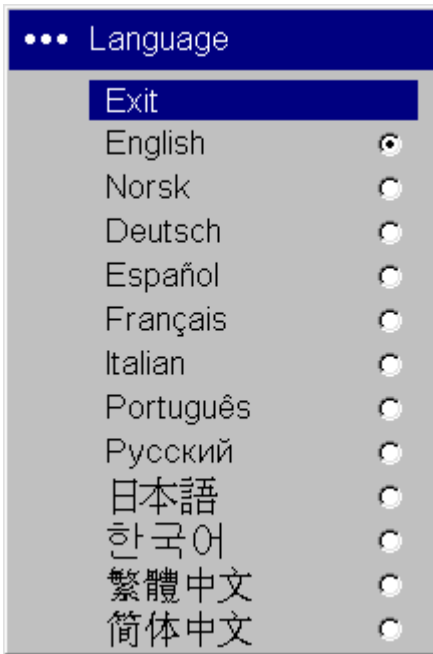 Language
Exit
English
Norsk
Deutsch
Español
Français
Italian
Português
Русский
日本語
한국어
繁體中文
简体中文